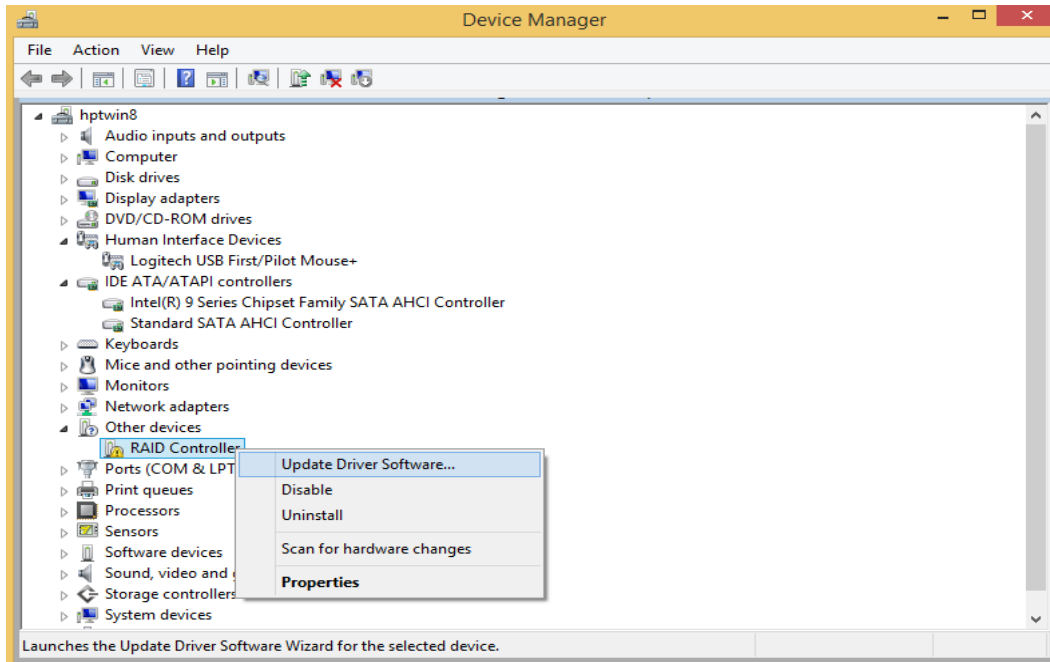 Device Manager
File Action View Help
hptwin8
Audio inputs and outputs
Computer
Disk drives
Display adapters
DVD/CD-ROM drives
Human Interface Devices
Logitech USB First/Pilot Mouse+
IDE ATA/ATAPI controllers
Intel(R) 9 Series Chipset Family SATA AHCI Controller
Standard SATA AHCI Controller
Keyboards
Mice and other pointing devices
Monitors
Network adapters
Other devices
RAID Controller
Ports (COM & LPT
Print queues
Processors
Sensors
Software devices
Sound, video and
Storage controllers
System devices
Update Driver Software...
Disable
Uninstall
Scan for hardware changes
Properties
Launches the Update Driver Software Wizard for the selected device.